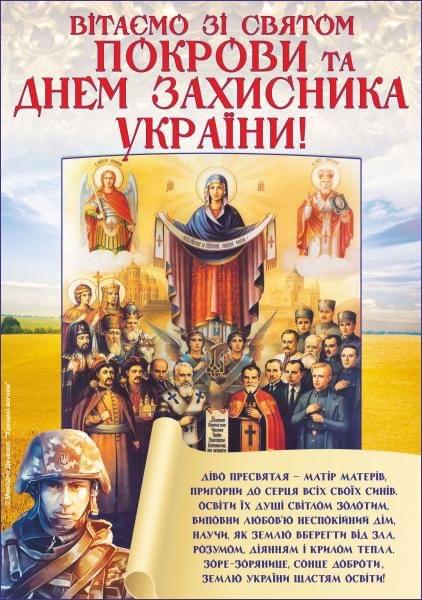 ВІТАЄМО ЗІ СВЯТОМ
ПОКРОВИ ТА
ДНЕМ ЗАХИСНИКА
УКРАЇНИ!
ДІВО ПРЕСВЯТАЯ – МАТІР МАТЕРІВ,
ПРИГОРНИ ДО СЕРЦЯ ВСІХ СВОЇХ СИНІВ.
ОСВІТИ ЇХ ДУШІ СВІТЛОМ ЗОЛОТИМ,
ВИПОВНИ ЛЮБОВ'Ю НЕСПОКІЙНИЙ ДІМ,
НАУЧИ, ЯК ЗЕМЛЮ ВБЕРЕГТИ ВІД ЗЛА,
РОЗУМОМ, ДІЯННЯМ І КРИЛОМ ТЕПЛА.
ЗОРЕ-ЗОРЯНИЦЕ, СОНЦЕ ДОБРОТИ,
ЗЕМЛЮ УКРАЇНИ ЩАСТЯМ ОСВІТИ!